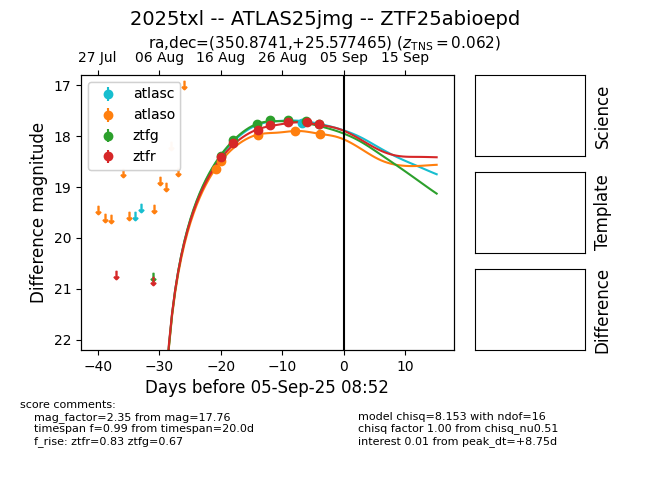 2025txl -- ATLAS25jmg -- ZTF25abioepd
ra,dec=(350.8741,+25.577465) (zTNS = 0.062)
27 Jul 06 Aug 16 Aug 26 Aug 05 Sep 15 Sep
17
18
19
20
21
22
Difference magnitude
atlasc
atlaso
ztfg
ztfr
−40 −30 −20 −10 0 10
Days before 05-Sep-25 08:52
Science
Template
Difference
score comments:
mag_factor=2.35 from mag=17.76
timespan f=0.99 from timespan=20.0d
f_rise: ztfr=0.83 ztfg=0.67
model chisq=8.153 with ndof=16
chisq factor 1.00 from chisq_nu0.51
interest 0.01 from peak_dt=+8.75d